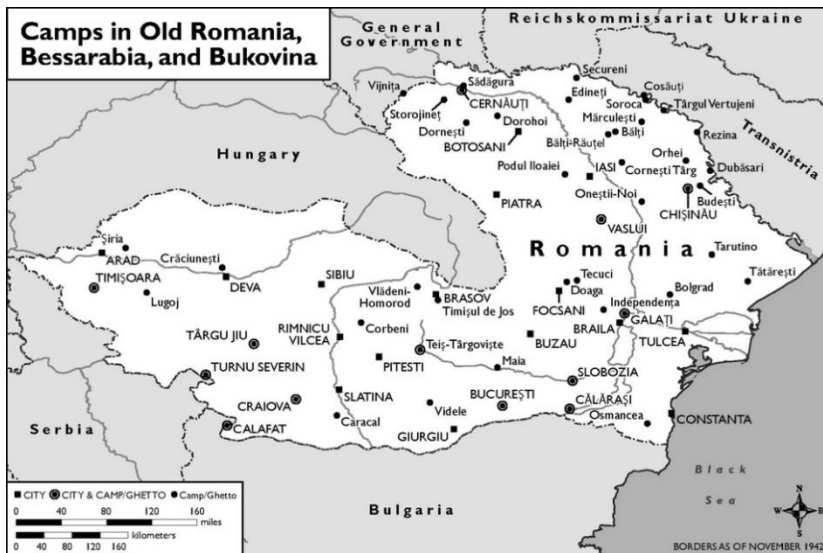 Camps in Old Romania,
Bessarabia, and Bukovina
General
Government
Reichskommissariat Ukraine
Transnistria
Hungary
Serbia
Bulgaria
Romania
Black
Sea
Vijnița
Sădăgura
CERNĂUȚI
Storojineț
Dornești
Dorohoi
BOTOSANI
Secureni
Edineți
Cosăuți
Soroca
Târgul Vertujeni
Mărculești
Bălți
Bălți-Răuțel
Rezina
Orhei
Dubăsari
Cornești Târg
Podul Iloaiei
IASI
Budești
CHIȘINĂU
Oneștii-Noi
PIATRA
VASLUI
Tarutino
Tătărești
Bolgrad
Șiria
ARAD
TIMIȘOARA
Lugoj
Crăciunești
DEVA
SIBIU
Vlădeni-
Homorod
BRASOV
Timișul de Jos
Tecuci
Doaga
FOCSANI
Independența
GALAȚI
BRAILA
TULCEA
TÂRGU JIU
RIMNICU
VILCEA
Corbeni
Teiș-Târgoviște
BUZAU
PITESTI
Maia
TURNU SEVERIN
SLOBOZIA
CRAIOVA
SLATINA
Videle
BUCUREȘTI
CĂLĂRAȘI
CALAFAT
Caracal
GIURGIU
Osmancea
CONSTANTA
CITY
CITY & CAMP/GHETTO
Camp/Ghetto
0 40 80 120 160
miles
kilometers
0 40 80 120 160
N
W E
S
BORDERS AS OF NOVEMBER 1942